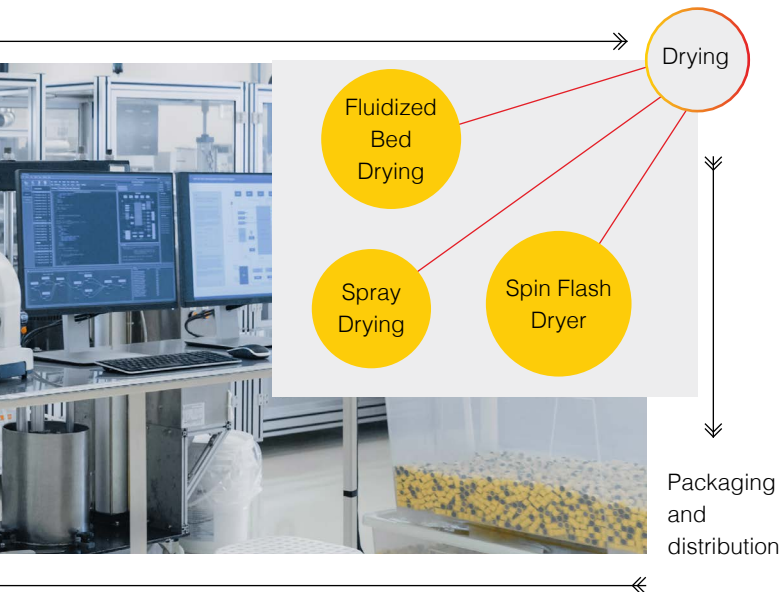 Drying
Fluidized
Bed
Drying
Spray
Drying
Spin Flash
Dryer
Packaging
and
distribution